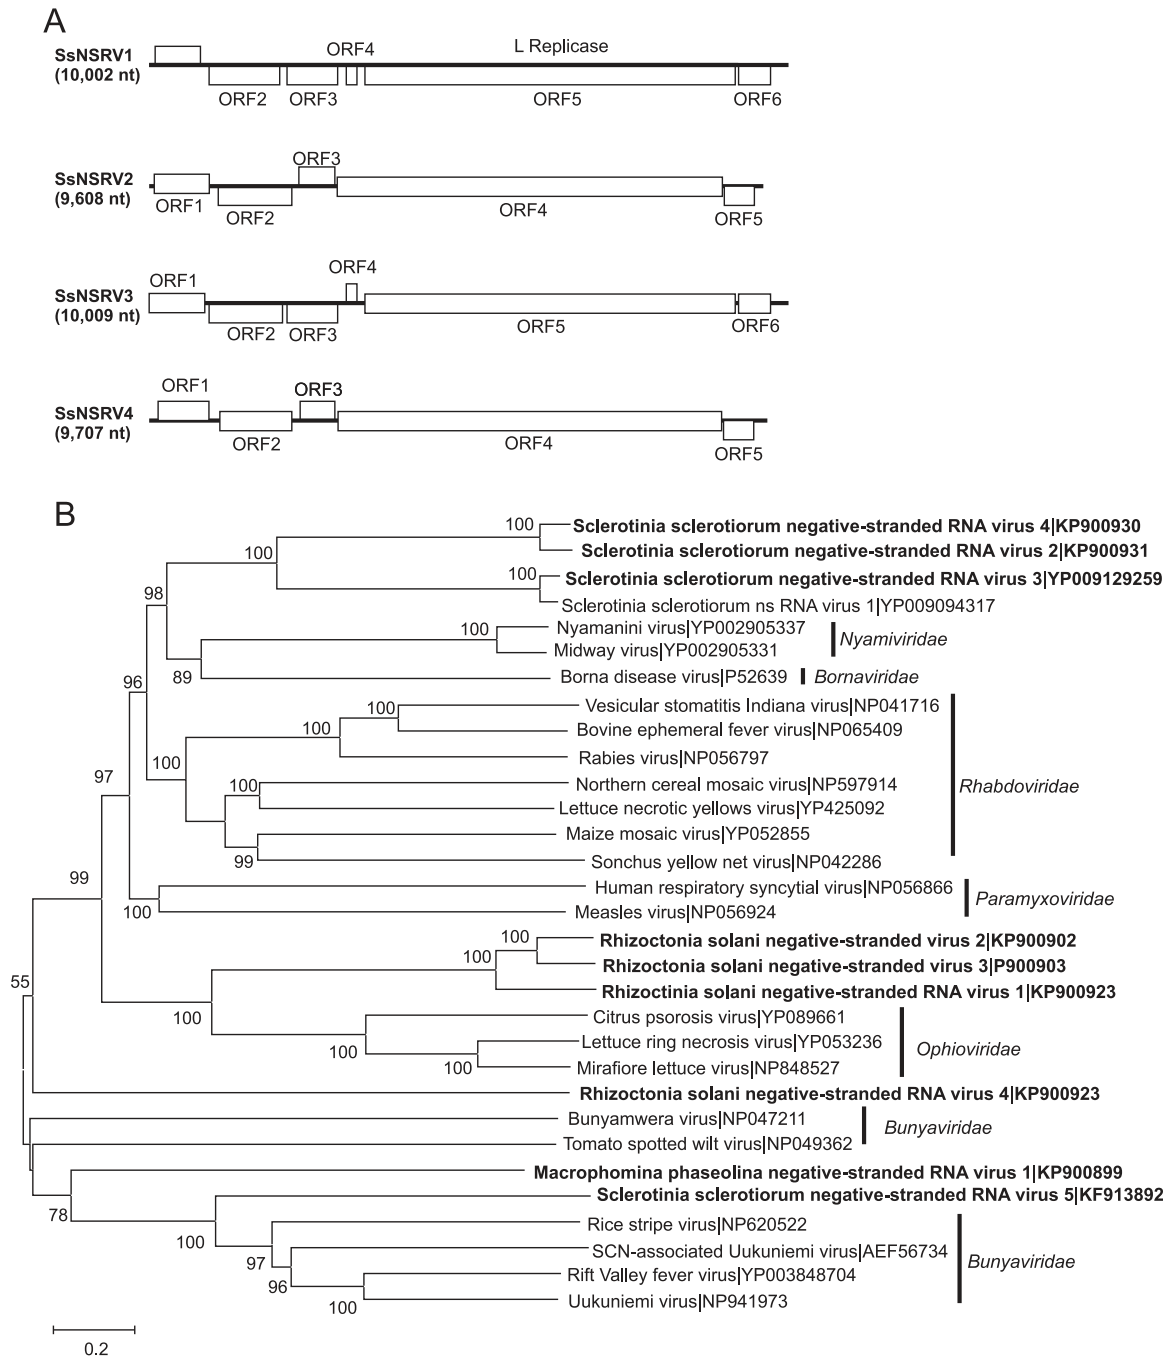 A
SsNSRV1
(10,002 nt)
ORF4
L Replicase
ORF2
ORF3
ORF5
ORF6
SsNSRV2
(9,608 nt)
ORF3
ORF1
ORF2
ORF4
ORF5
SsNSRV3
(10,009 nt)
ORF1
ORF4
ORF2
ORF3
ORF5
ORF6
SsNSRV4
(9,707 nt)
ORF1
ORF3
ORF2
ORF4
ORF5
B
100
Sclerotinia sclerotiorum negative-stranded RNA virus 4|KP900930
100
Sclerotinia sclerotiorum negative-stranded RNA virus 2|KP900931
100
Sclerotinia sclerotiorum negative-stranded RNA virus 3|YP009129259
98
Sclerotinia sclerotiorum ns RNA virus 1|YP009094317
100
Nyamanini virus|YP002905337
Nyamiviridae
Midway virus|YP002905331
89
Borna disease virus|P52639
Bornaviridae
96
100
Vesicular stomatitis Indiana virus|NP041716
100
Bovine ephemeral fever virus|NP065409
Rabies virus|NP056797
100
97
100
Northern cereal mosaic virus|NP597914
Rhabdoviridae
Lettuce necrotic yellows virus|YP425092
Maize mosaic virus|YP052855
99
Sonchus yellow net virus|NP042286
99
Human respiratory syncytial virus|NP056866
Paramyxoviridae
100
Measles virus|NP056924
100
Rhizoctonia solani negative-stranded virus 2|KP900902
100
Rhizoctonia solani negative-stranded virus 3|P900903
55
Rhizoctinia solani negative-stranded RNA virus 1|KP900923
100
Citrus psorosis virus|YP089661
100
Lettuce ring necrosis virus|YP053236
Ophioviridae
100
Mirafiore lettuce virus|NP848527
Rhizoctonia solani negative-stranded RNA virus 4|KP900923
Bunyamwera virus|NP047211
Bunyaviridae
Tomato spotted wilt virus|NP049362
Macrophomina phaseolina negative-stranded RNA virus 1|KP900899
78
Sclerotinia sclerotiorum negative-stranded RNA virus 5|KF913892
100
Rice stripe virus|NP620522
97
SCN-associated Uukuniemi virus|AEF56734
Bunyaviridae
96
Rift Valley fever virus|YP003848704
100
Uukuniemi virus|NP941973
0.2